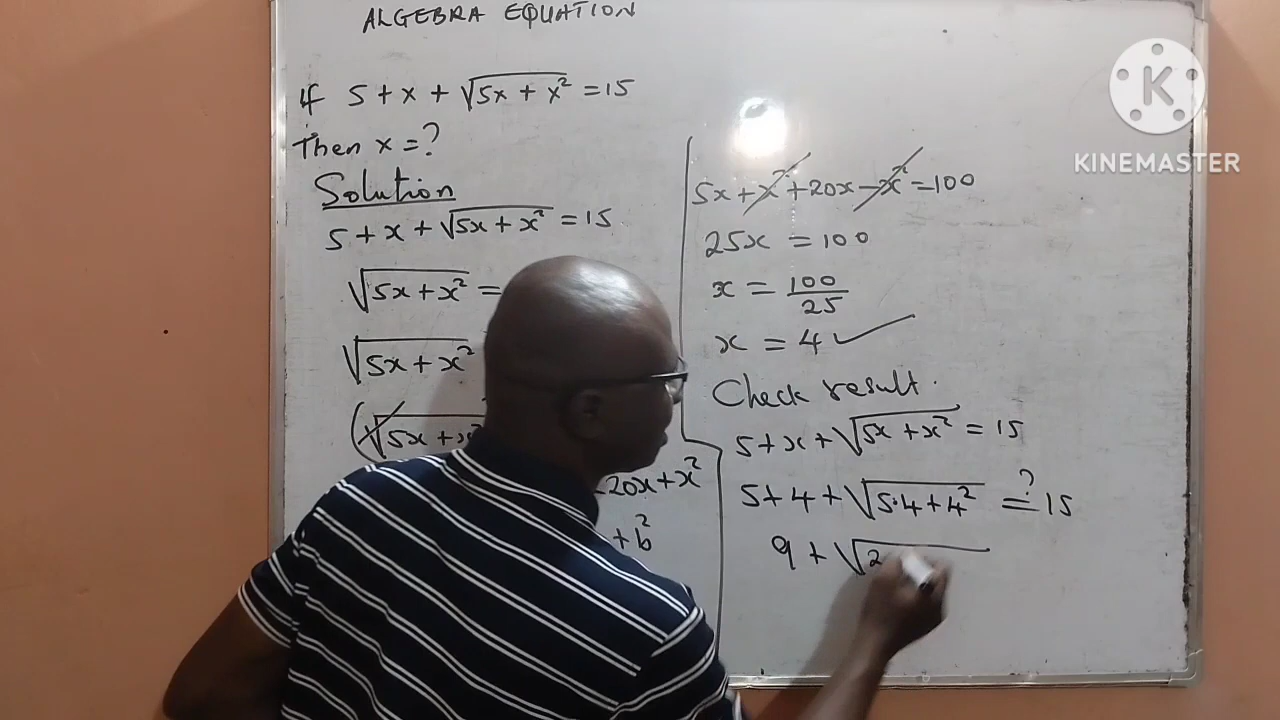 ALGEBRA EQUATION
If 5 + x + √(5x + x²) = 15
then x = ?
Solution
5 + x + √(5x + x²) = 15
√(5x + x²) =
√(5x + x²)
(√5x + x²
20x + x²
+ b²
5x + x² + 20x - x² = 100
25x = 100
x = 100/25
x = 4 ✓
Check result.
5 + x + √(5x + x²) = 15
5 + 4 + √(5·4 + 4²) =? 15
9 + √2
K
KINEMASTER